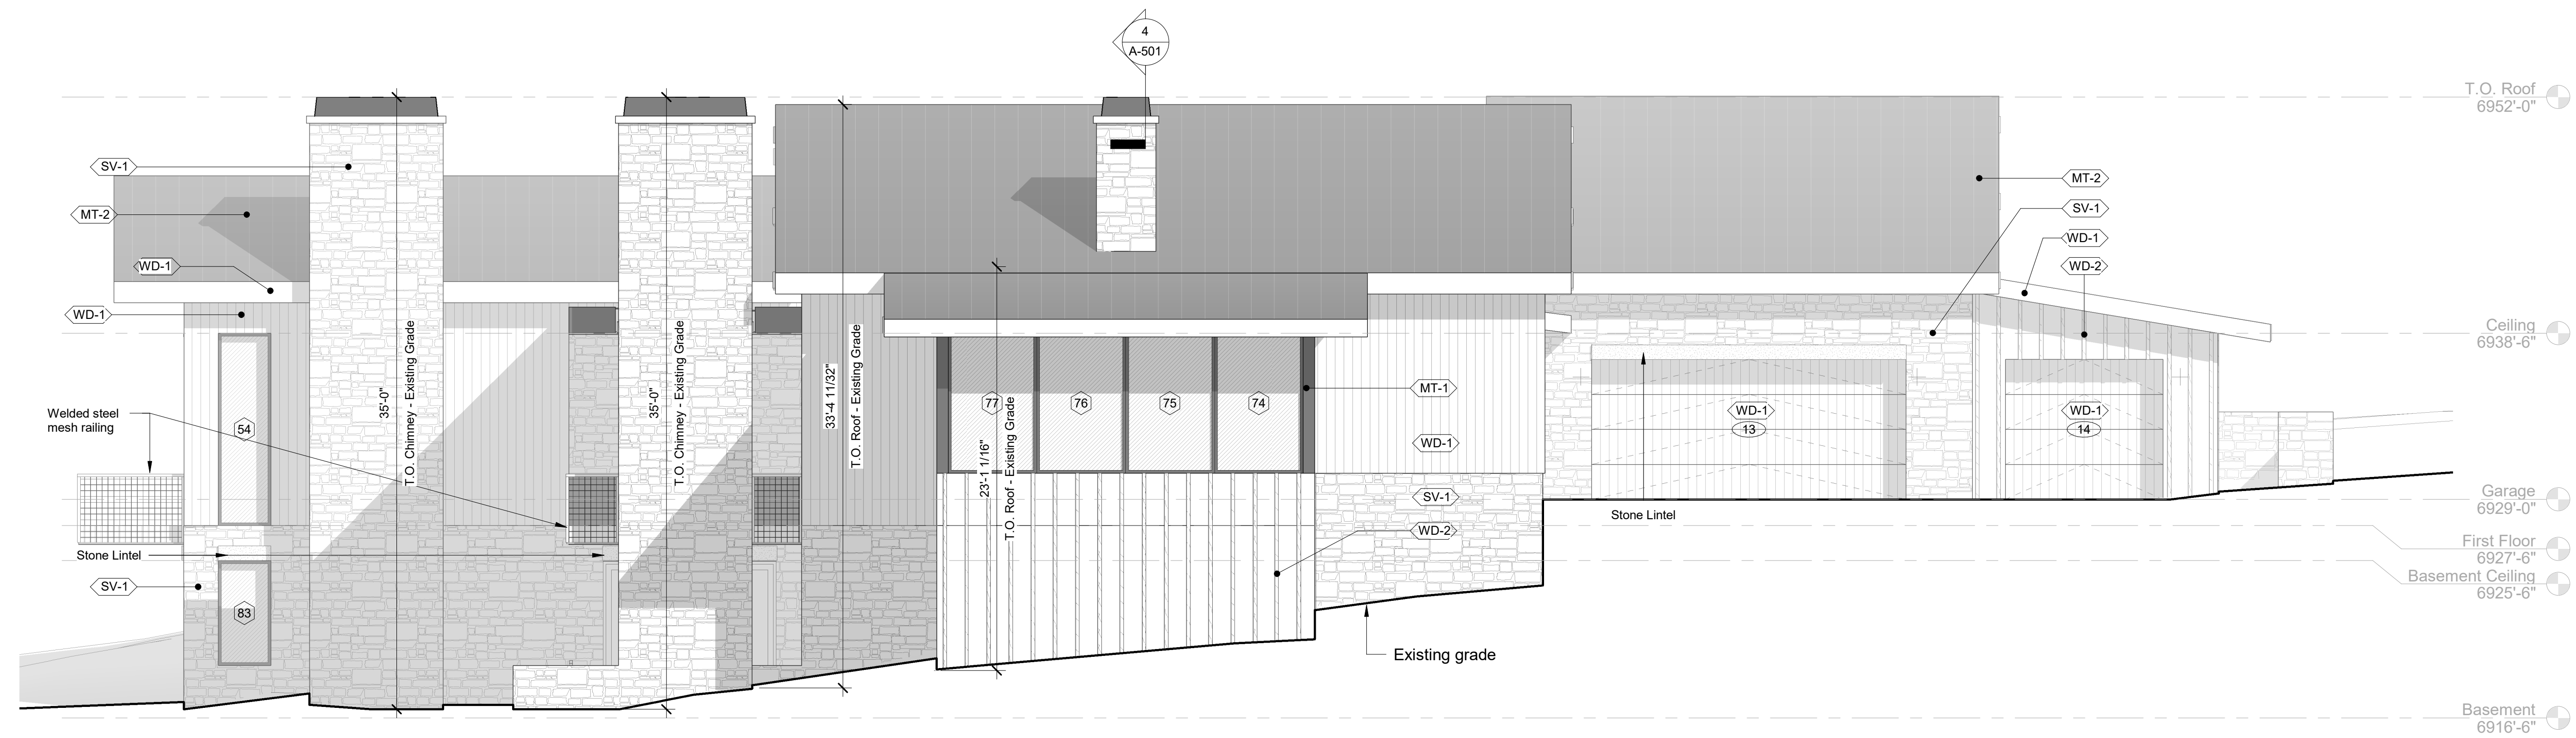 4
A-501
T.O. Roof
6952'-0"
SV-1
MT-2
WD-1
WD-1
Welded steel
mesh railing
54
Stone Lintel
SV-1
83
35'-0"
T.O. Chimney - Existing Grade
35'-0"
T.O. Chimney - Existing Grade
33'-4 11/32"
T.O. Roof - Existing Grade
23'-1 1/16"
T.O. Roof - Existing Grade
77
76
75
74
MT-1
WD-1
SV-1
WD-2
Existing grade
WD-1
13
Stone Lintel
WD-1
14
MT-2
SV-1
WD-1
WD-2
Ceiling
6938'-6"
Garage
6929'-0"
First Floor
6927'-6"
Basement Ceiling
6925'-6"
Basement
6916'-6"